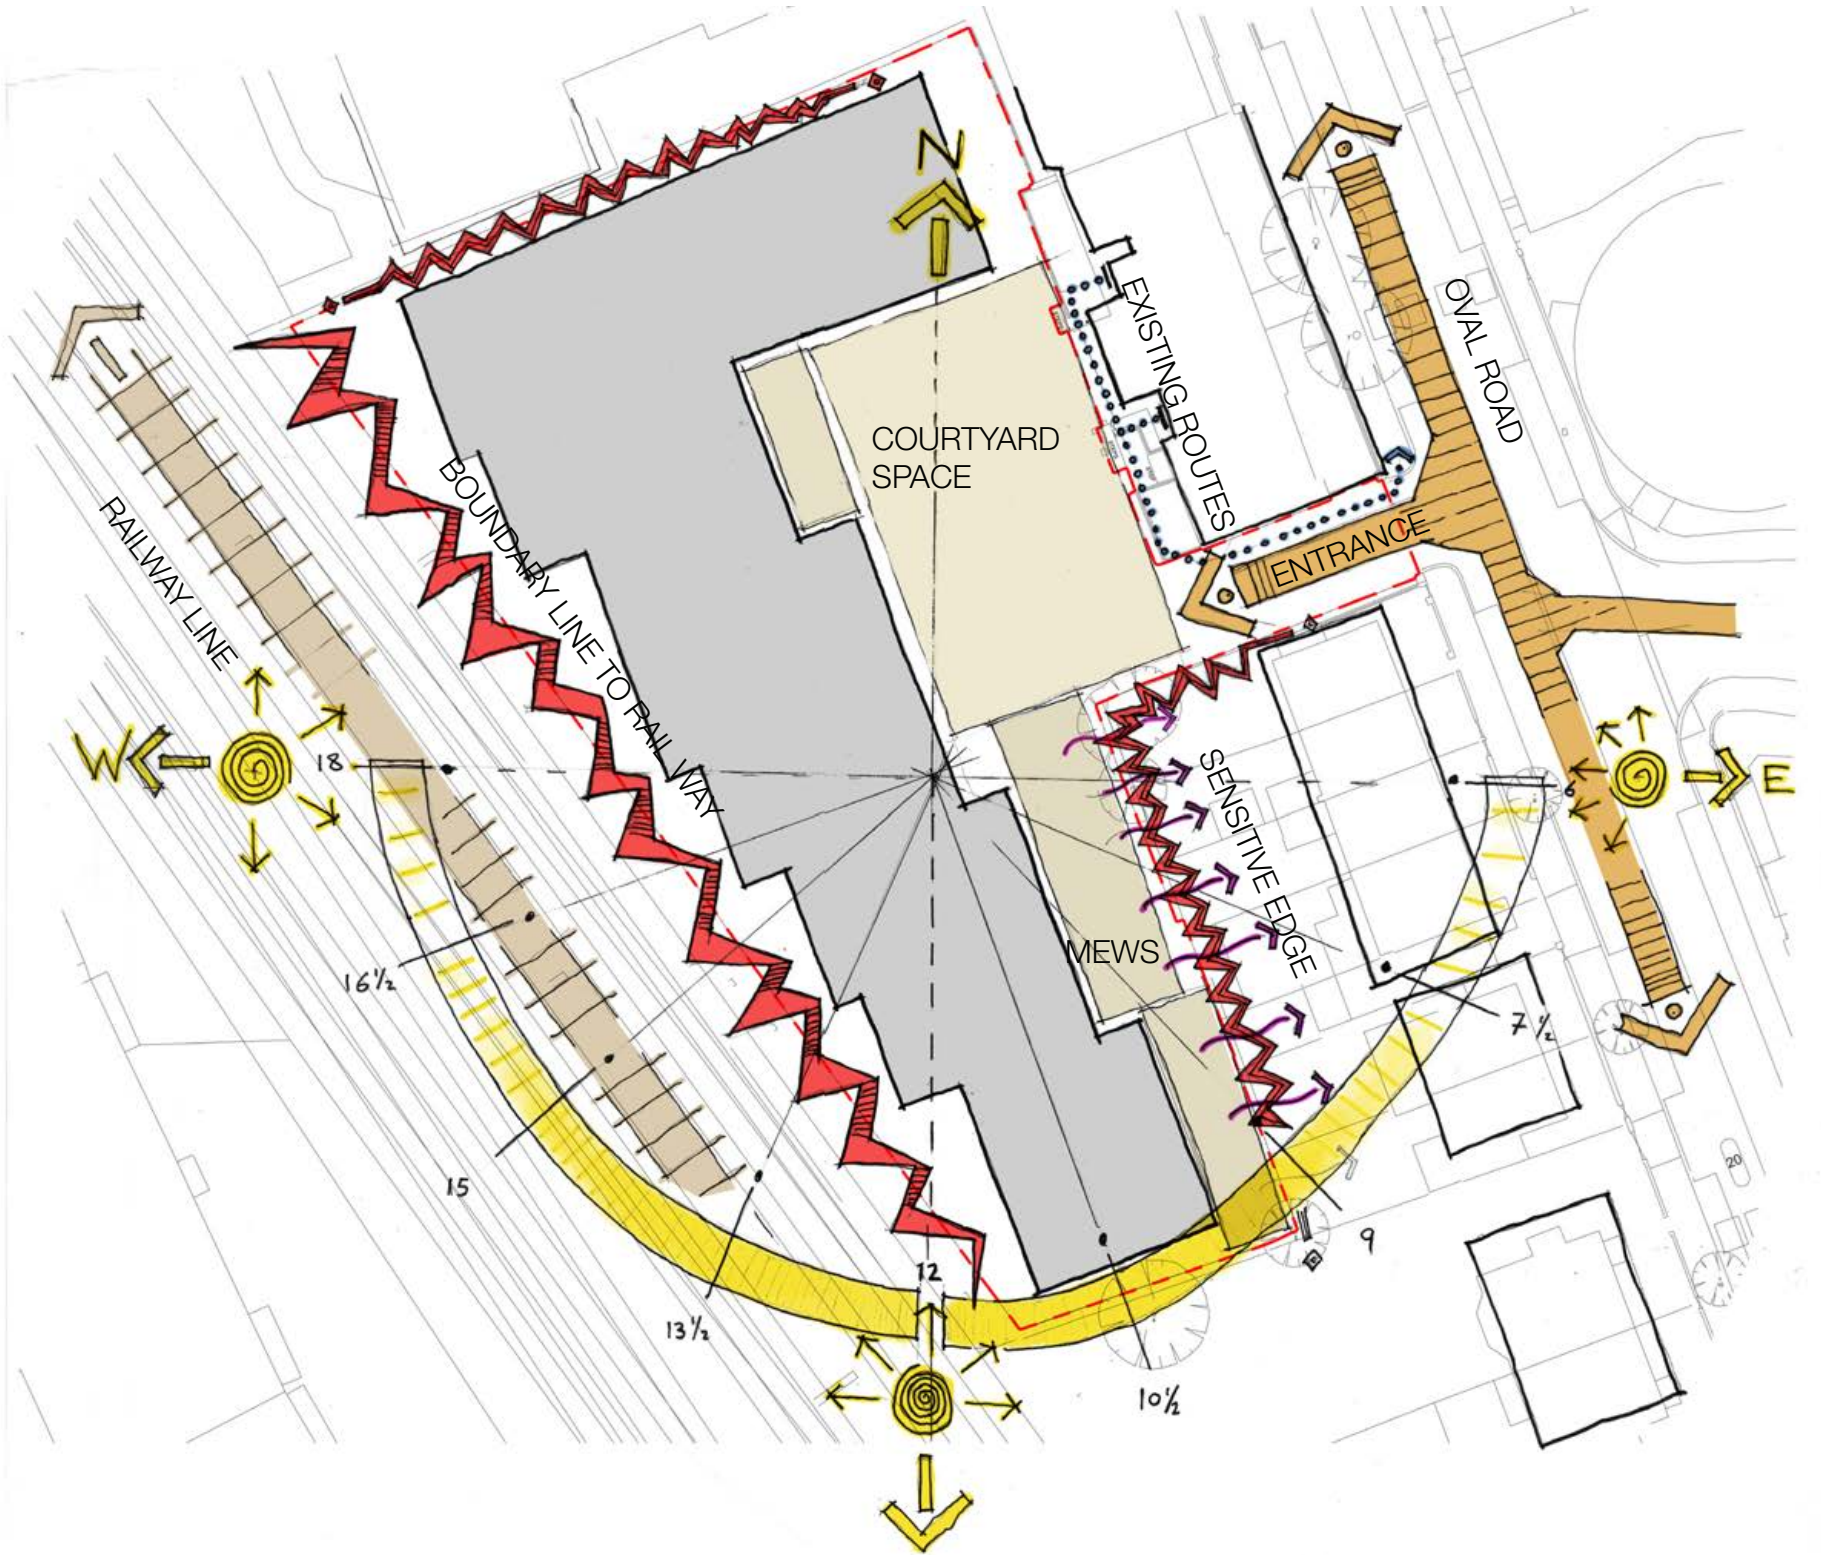 N
EXISTING ROUTES
OVAL ROAD
COURTYARD
SPACE
BOUNDARY LINE TO RAILWAY
RAILWAY LINE
ENTRANCE
W
18
SENSITIVE EDGE
6
E
MEWS
16½
7½
15
20
9
12
13½
10½